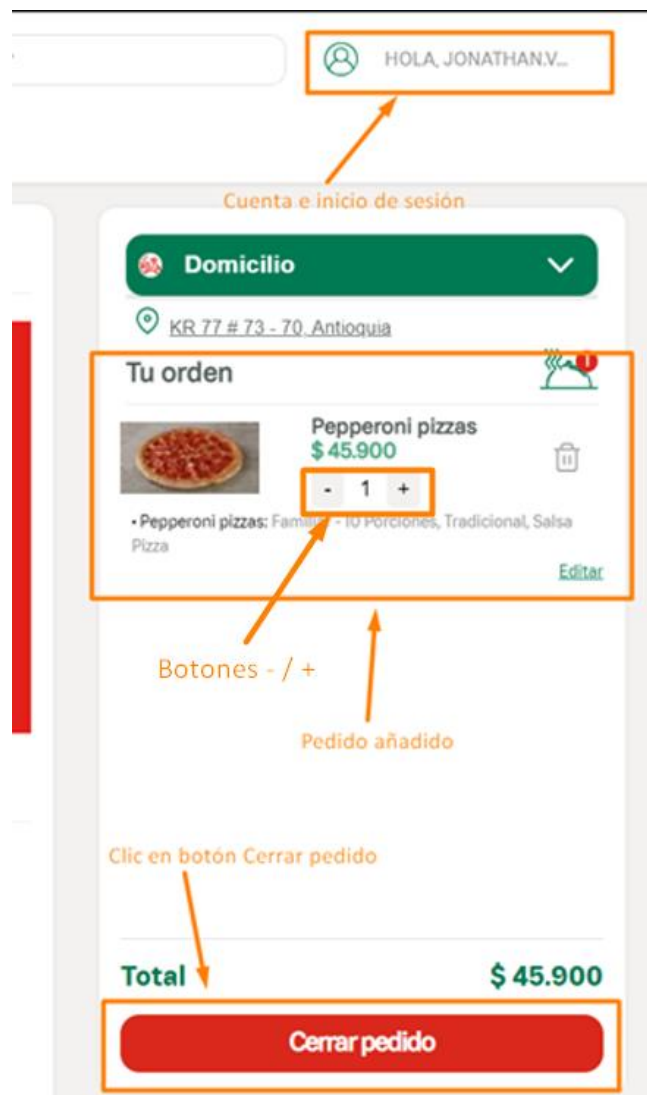 HOLA, JONATHAN.V...
Cuenta e inicio de sesión
Domicilio
KR 77 # 73 - 70, Antioquia
Tu orden
1
Pepperoni pizzas
$ 45.900
- 1 +
• Pepperoni pizzas: Familiar - 10 Porciones, Tradicional, Salsa
Pizza
Editar
Botones - / +
Pedido añadido
Clic en botón Cerrar pedido
Total $ 45.900
Cerrar pedido